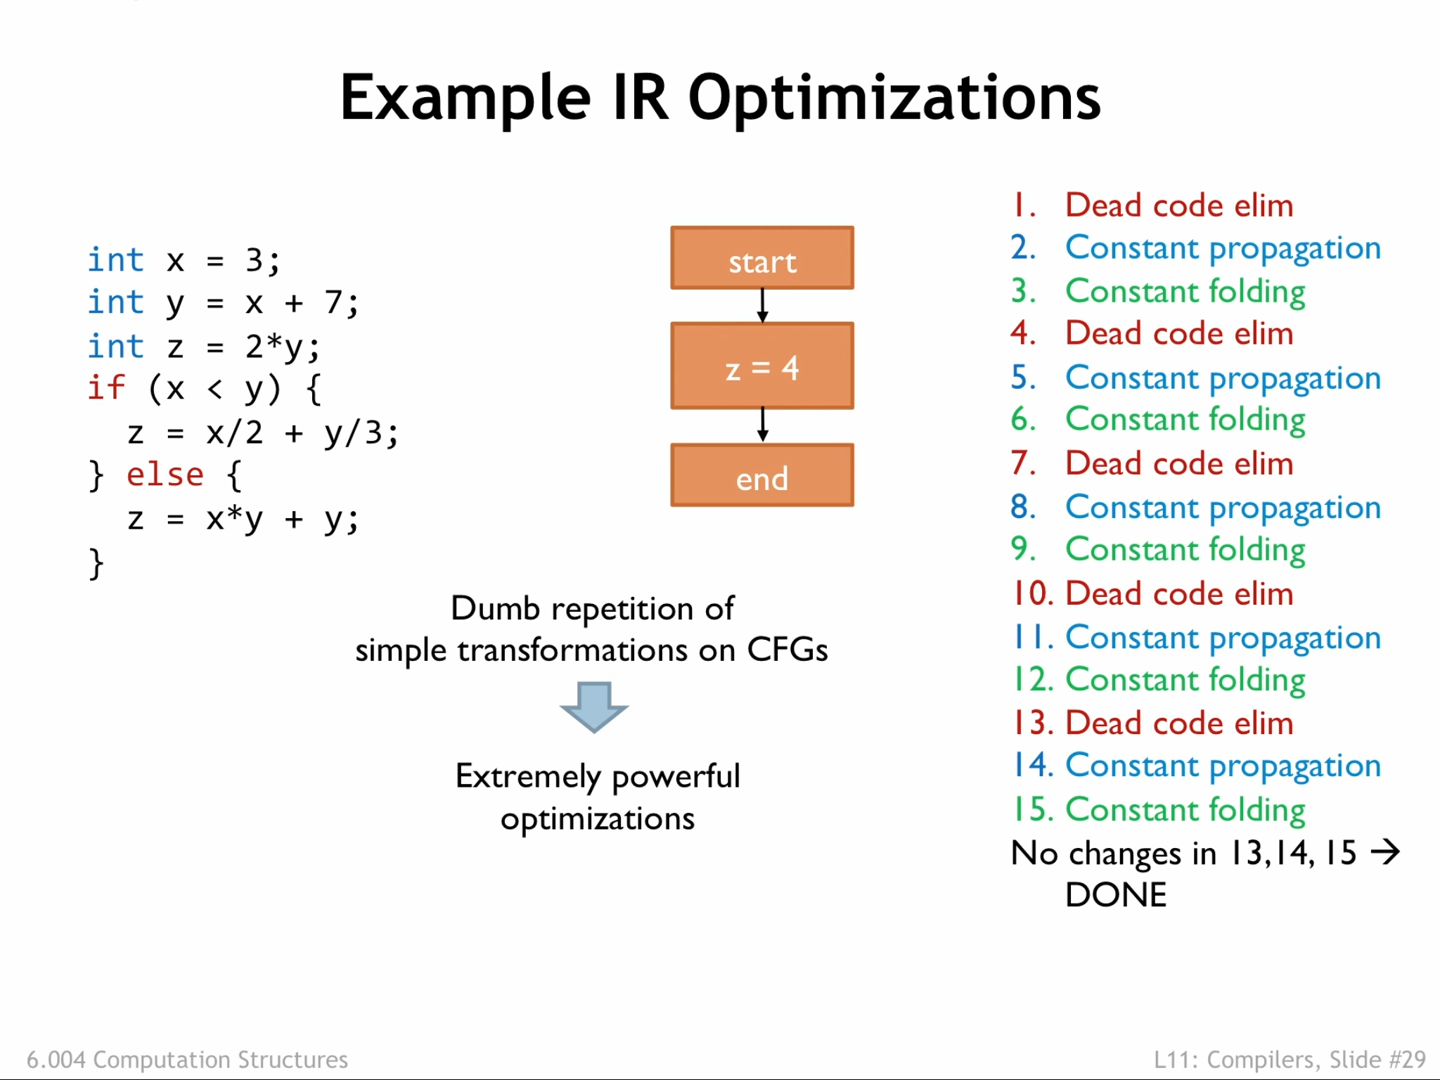 Example IR Optimizations
int x = 3;
int y = x + 7;
int z = 2*y;
if (x < y) {
  z = x/2 + y/3;
} else {
  z = x*y + y;
}
start
z = 4
end
Dumb repetition of
simple transformations on CFGs
Extremely powerful
optimizations
1. Dead code elim
2. Constant propagation
3. Constant folding
4. Dead code elim
5. Constant propagation
6. Constant folding
7. Dead code elim
8. Constant propagation
9. Constant folding
10. Dead code elim
11. Constant propagation
12. Constant folding
13. Dead code elim
14. Constant propagation
15. Constant folding
No changes in 13,14, 15 →
DONE
6.004 Computation Structures
L11: Compilers, Slide #29